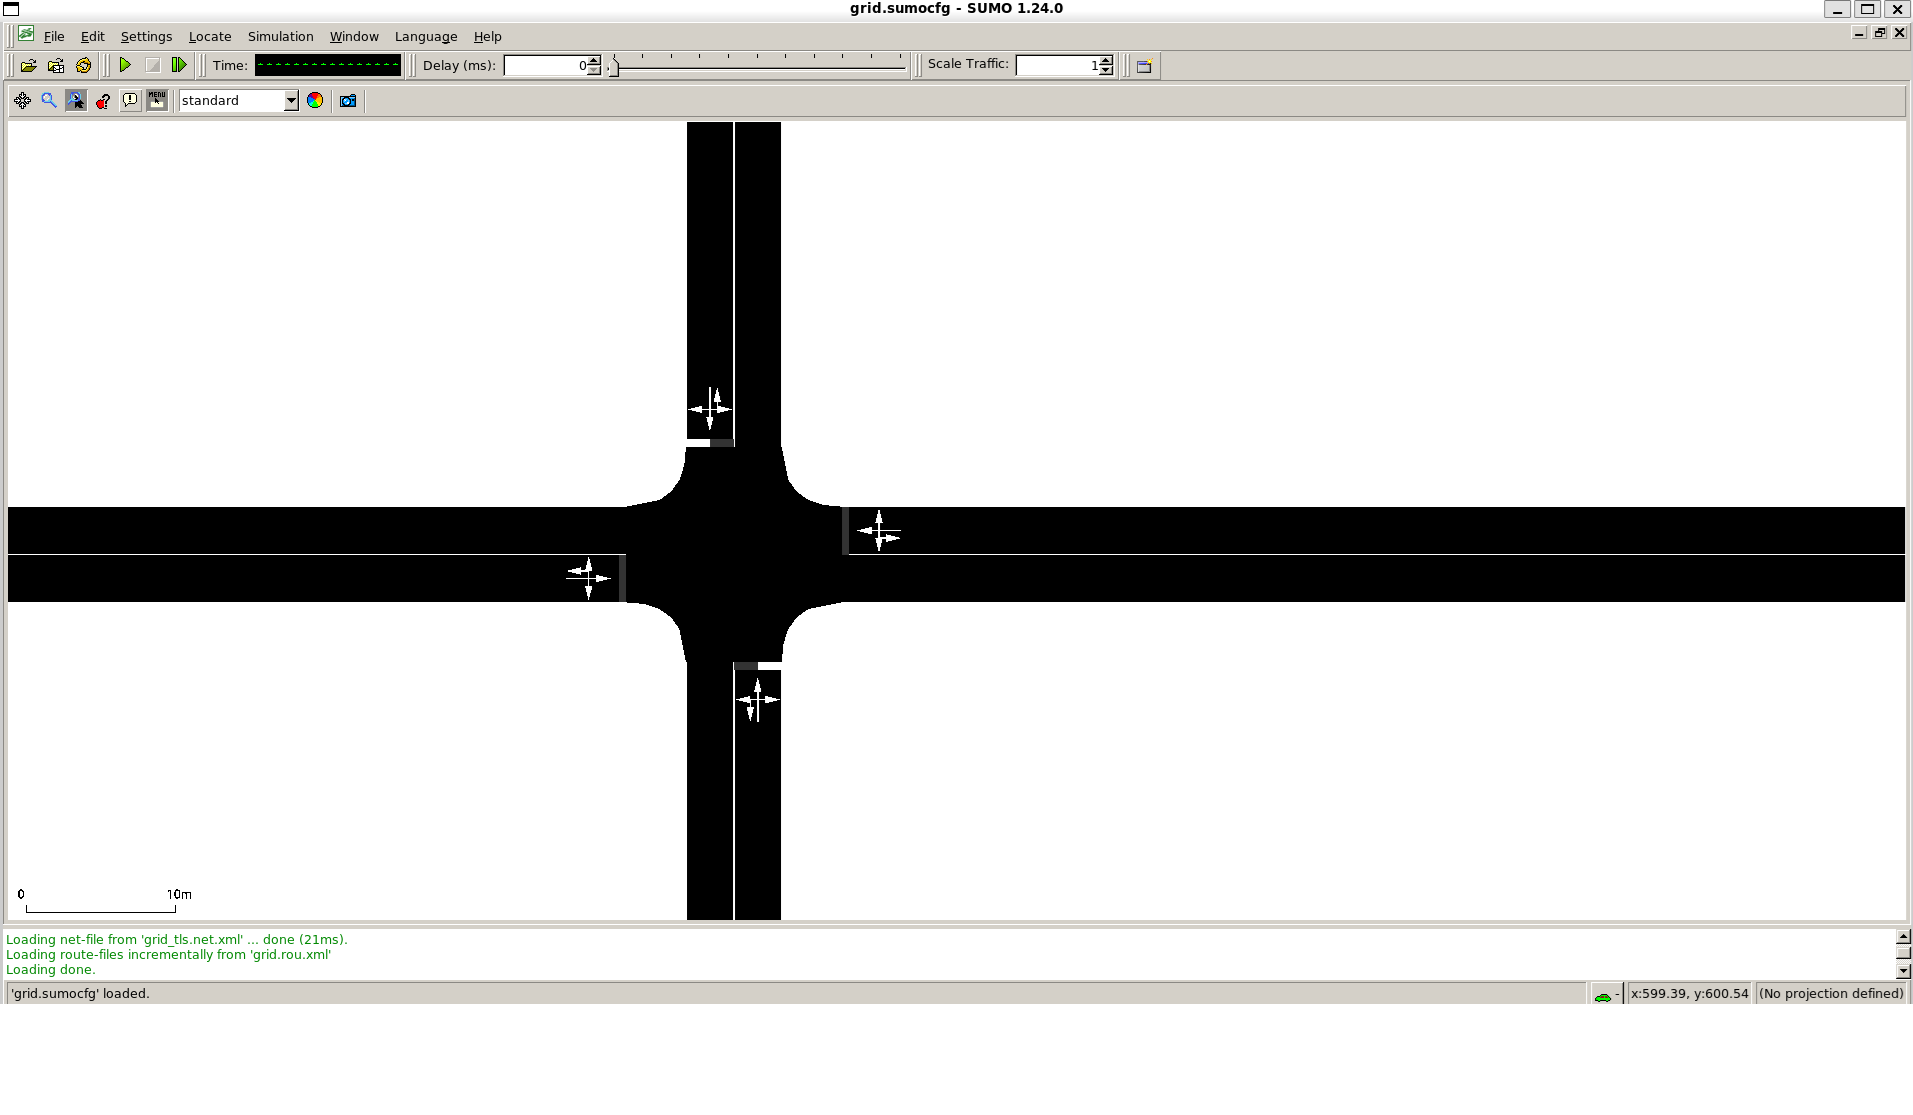 grid.sumocfg - SUMO 1.24.0
File Edit Settings Locate Simulation Window Language Help
Time: Delay (ms): 0 Scale Traffic: 1
MENU standard
0 10m
Loading net-file from 'grid_tls.net.xml' ... done (21ms).
Loading route-files incrementally from 'grid.rou.xml'
Loading done.
'grid.sumocfg' loaded. - x:599.39, y:600.54 (No projection defined)